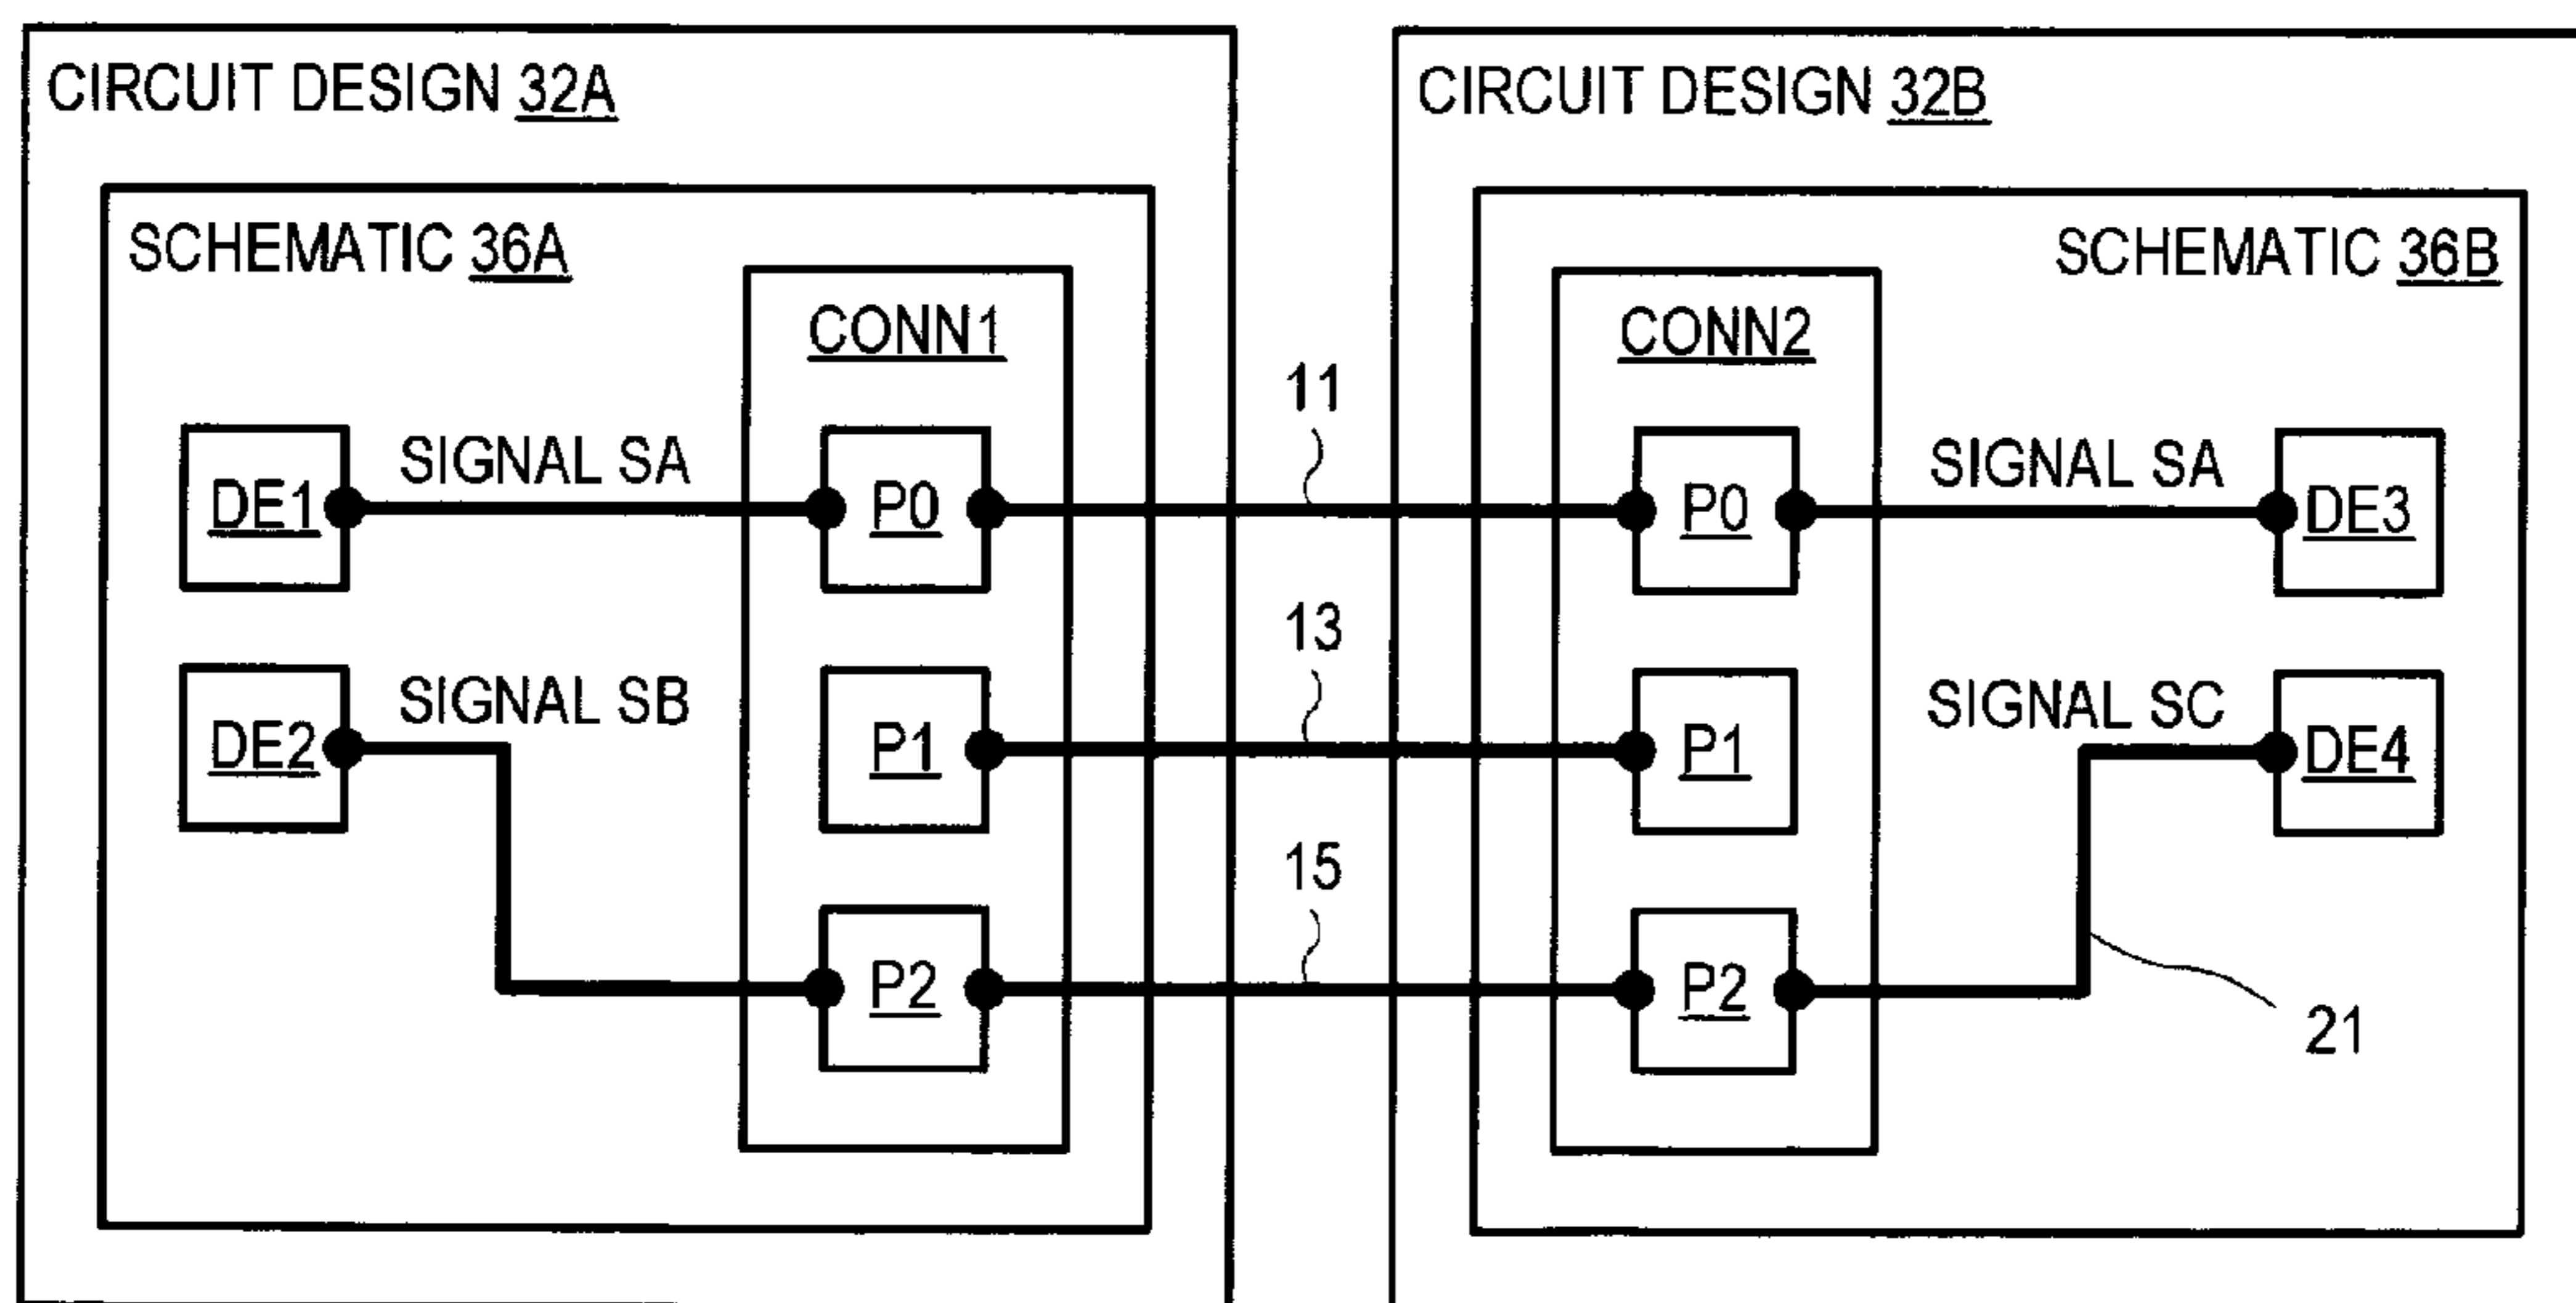 CIRCUIT DESIGN 32A
SCHEMATIC 36A
CONN1
DE1
SIGNAL SA
P0
DE2
SIGNAL SB
P1
P2
11
13
15
CIRCUIT DESIGN 32B
SCHEMATIC 36B
CONN2
P0
SIGNAL SA
DE3
P1
SIGNAL SC
DE4
P2
21